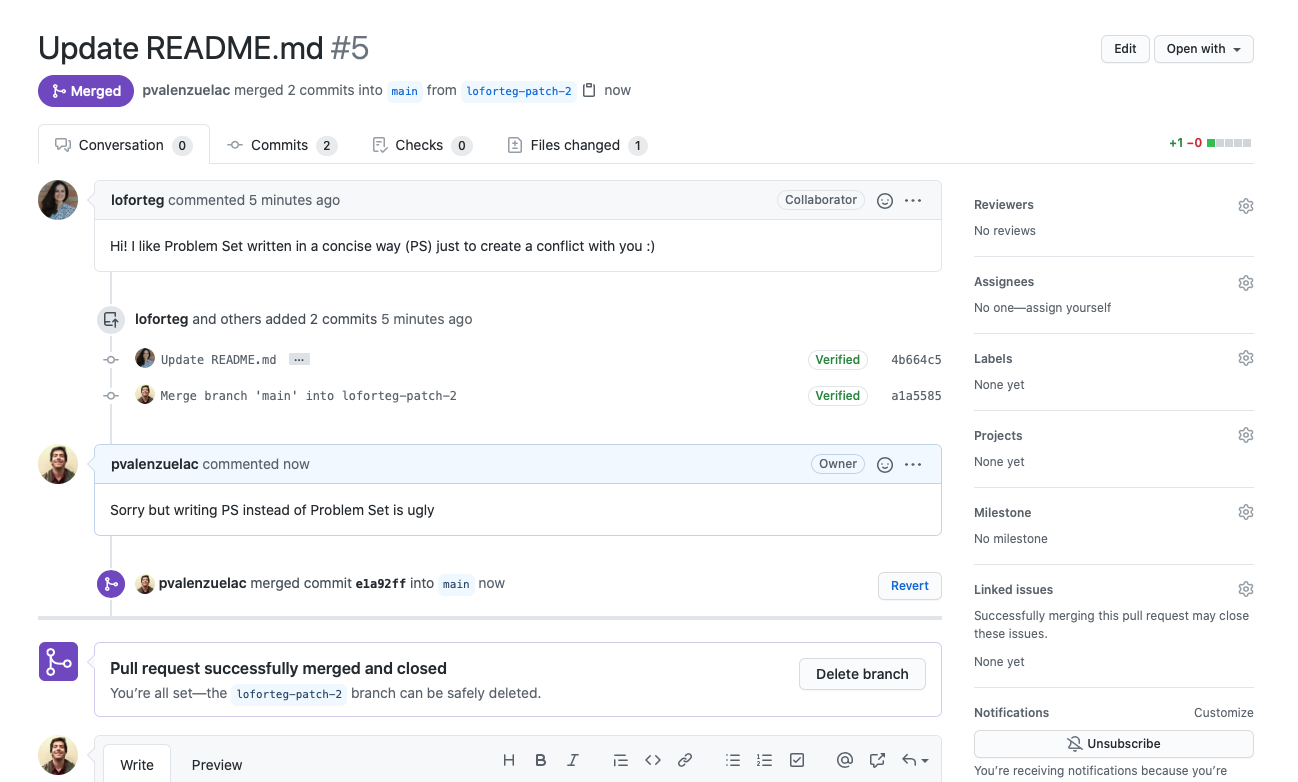 Update README.md #5
Edit
Open with
Merged
pvalenzuelac merged 2 commits into main from loforteg-patch-2 now
Conversation 0
Commits 2
Checks 0
Files changed 1
+1 −0
loforteg commented 5 minutes ago
Collaborator
Hi! I like Problem Set written in a concise way (PS) just to create a conflict with you :)
loforteg and others added 2 commits 5 minutes ago
Update README.md ...
Verified
4b664c5
Merge branch 'main' into loforteg-patch-2
Verified
a1a5585
pvalenzuelac commented now
Owner
Sorry but writing PS instead of Problem Set is ugly
pvalenzuelac merged commit e1a92ff into main now
Revert
Pull request successfully merged and closed
You're all set—the loforteg-patch-2 branch can be safely deleted.
Delete branch
Write
Preview
Reviewers
No reviews
Assignees
No one—assign yourself
Labels
None yet
Projects
None yet
Milestone
No milestone
Linked issues
Successfully merging this pull request may close
these issues.
None yet
Notifications
Customize
Unsubscribe
You're receiving notifications because you're